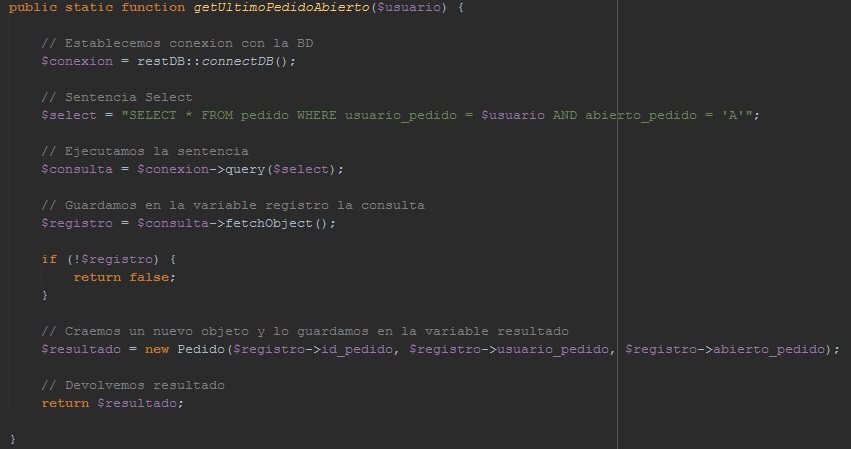 public static function getUltimoPedidoAbierto($usuario) {
// Establecemos conexion con la BD
$conexion = restDB::connectDB();
// Sentencia Select
$select = "SELECT * FROM pedido WHERE usuario_pedido = $usuario AND abierto_pedido = 'A'";
// Ejecutamos la sentencia
$consulta = $conexion->query($select);
// Guardamos en la variable registro la consulta
$registro = $consulta->fetchObject();
if (!$registro) {
return false;
}
// Craemos un nuevo objeto y lo guardamos en la variable resultado
$resultado = new Pedido($registro->id_pedido, $registro->usuario_pedido, $registro->abierto_pedido);
// Devolvemos resultado
return $resultado;
}